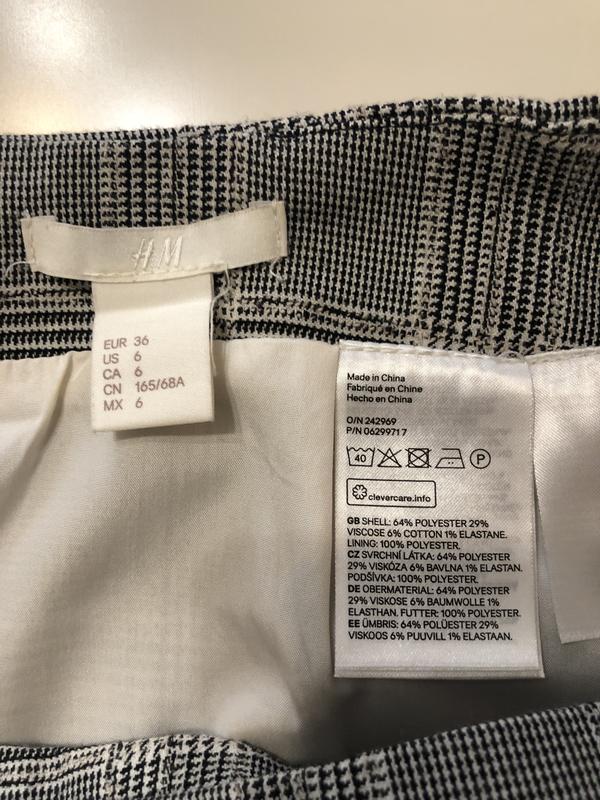 H&M
EUR 36
US 6
CA 6
CN 165/68A
MX 6
Made in China
Fabriqué en Chine
Hecho en China
O/N 242969
P/N 06299717
40 P
clevercare.info
GB SHELL: 64% POLYESTER 29%
VISCOSE 6% COTTON 1% ELASTANE.
LINING: 100% POLYESTER.
CZ SVRCHNÍ LÁTKA: 64% POLYESTER
29% VISKÓZA 6% BAVLNA 1% ELASTAN.
PODŠÍVKA: 100% POLYESTER.
DE OBERMATERIAL: 64% POLYESTER
29% VISKOSE 6% BAUMWOLLE 1%
ELASTHAN. FUTTER: 100% POLYESTER.
EE ÜMBRIS: 64% POLÜESTER 29%
VISKOOS 6% PUUVILL 1% ELASTAAN.